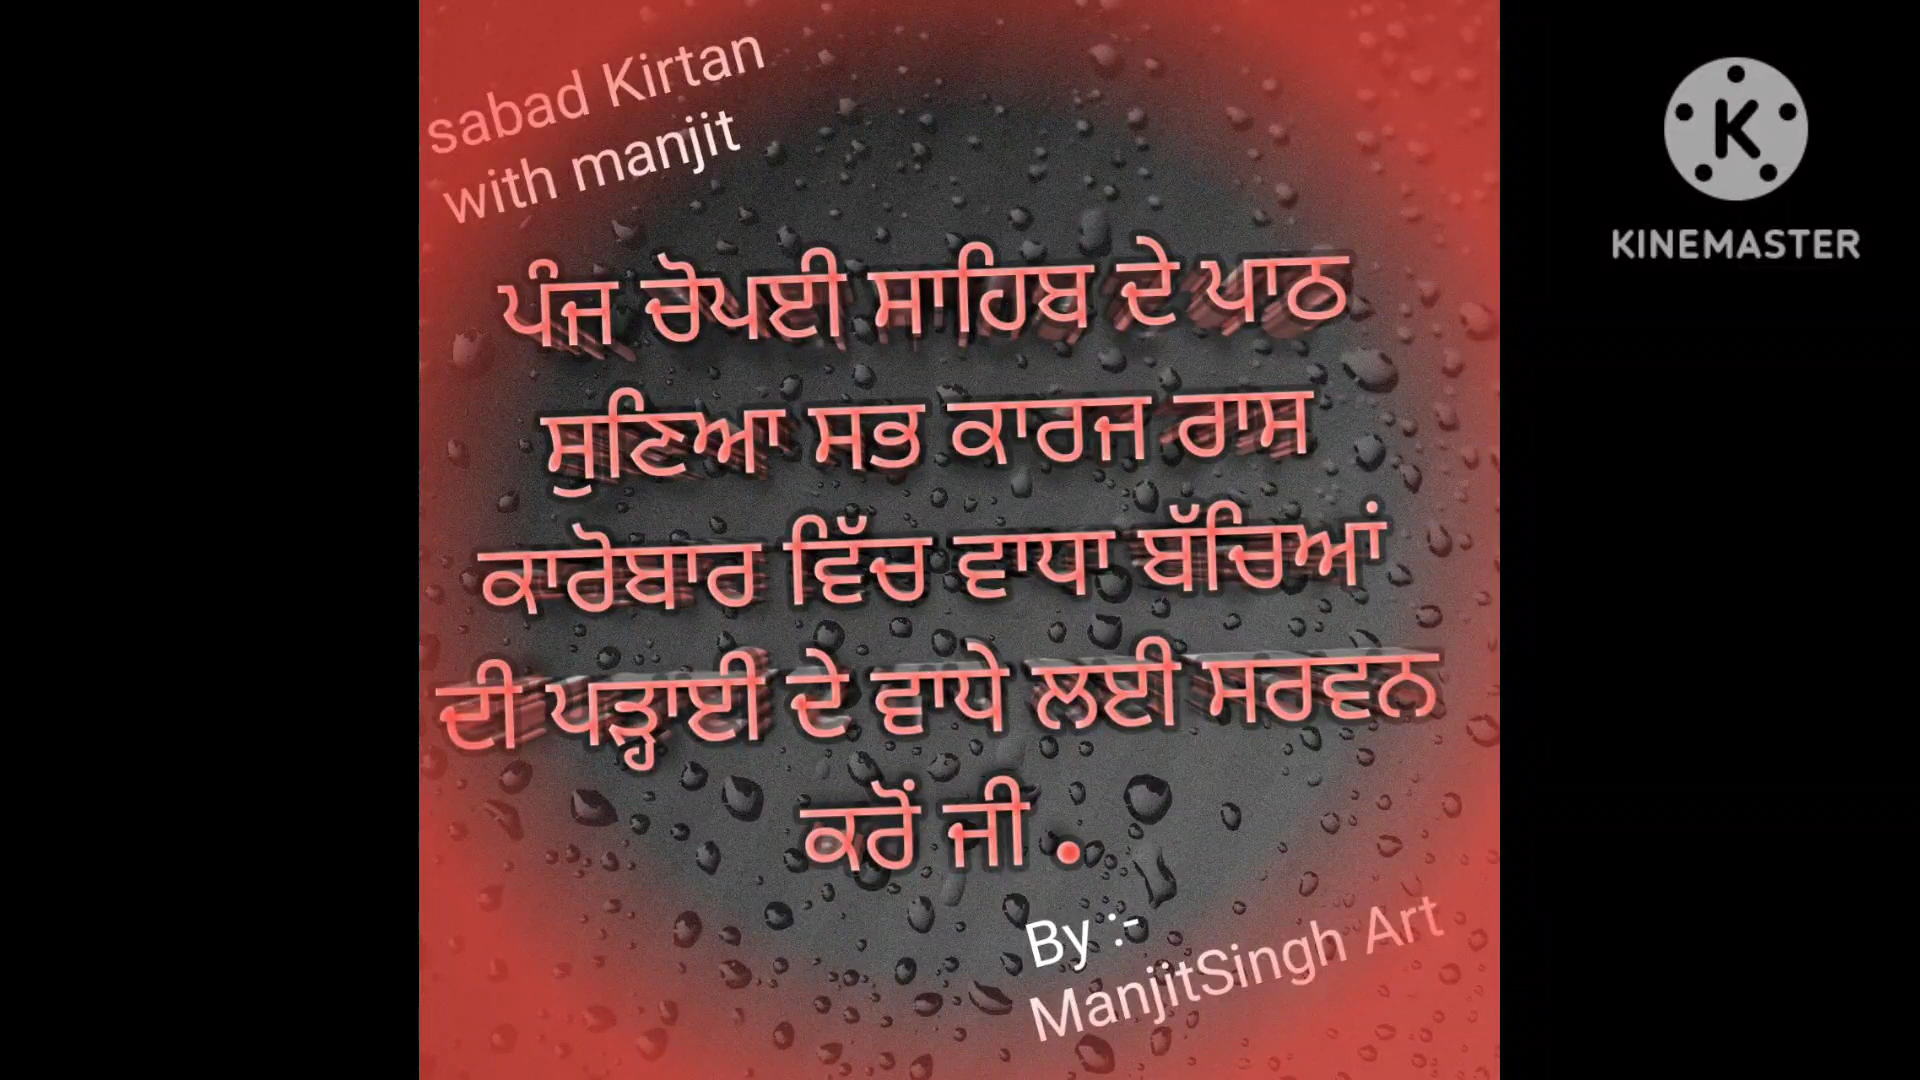 sabad Kirtan
with manjit
ਪੰਜ ਚੋਪਈ ਸਾਹਿਬ ਦੇ ਪਾਠ
ਸੁਣਿਆ ਸਭ ਕਾਰਜ ਰਾਸ
ਕਾਰੋਬਾਰ ਵਿੱਚ ਵਾਧਾ ਬੱਚਿਆਂ
ਦੀ ਪੜ੍ਹਾਈ ਦੇ ਵਾਧੇ ਲਈ ਸਰਵਨ
ਕਰੋਂ ਜੀ .
By :-
ManjitSingh Art
KINEMASTER